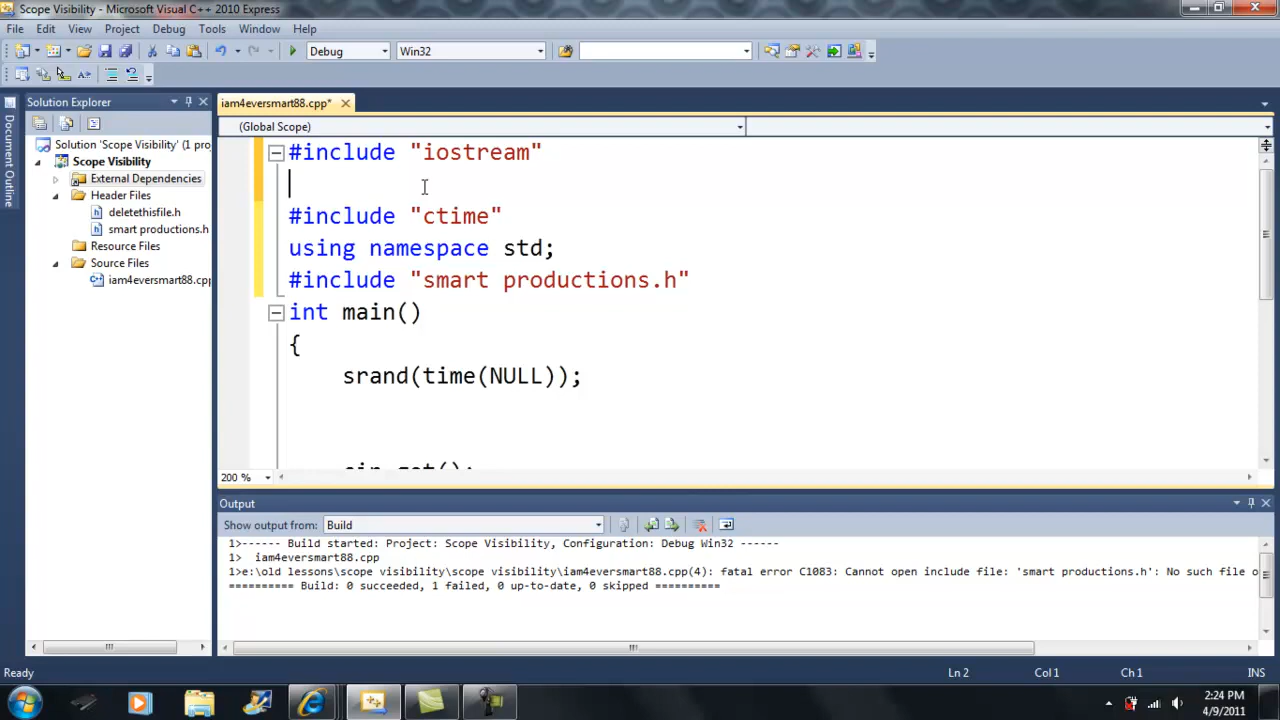 Scope Visibility - Microsoft Visual C++ 2010 Express
File Edit View Project Debug Tools Window Help
Debug Win32
Solution Explorer
iam4eversmart88.cpp*
Document Outline
(Global Scope)
Solution 'Scope Visibility' (1 pro
Scope Visibility
External Dependencies
Header Files
deletethisfile.h
smart productions.h
Resource Files
Source Files
iam4eversmart88.cpp
#include "iostream"
#include "ctime"
using namespace std;
#include "smart productions.h"
int main()
{
srand(time(NULL));
cin.get();
200 %
Output
Show output from: Build
1>------ Build started: Project: Scope Visibility, Configuration: Debug Win32 ------
1> iam4eversmart88.cpp
1>e:\old lessons\scope visibility\scope visibility\iam4eversmart88.cpp(4): fatal error C1083: Cannot open include file: 'smart productions.h': No such file o
========== Build: 0 succeeded, 1 failed, 0 up-to-date, 0 skipped ==========
Ready Ln 2 Col 1 Ch 1 INS
2:24 PM
4/9/2011